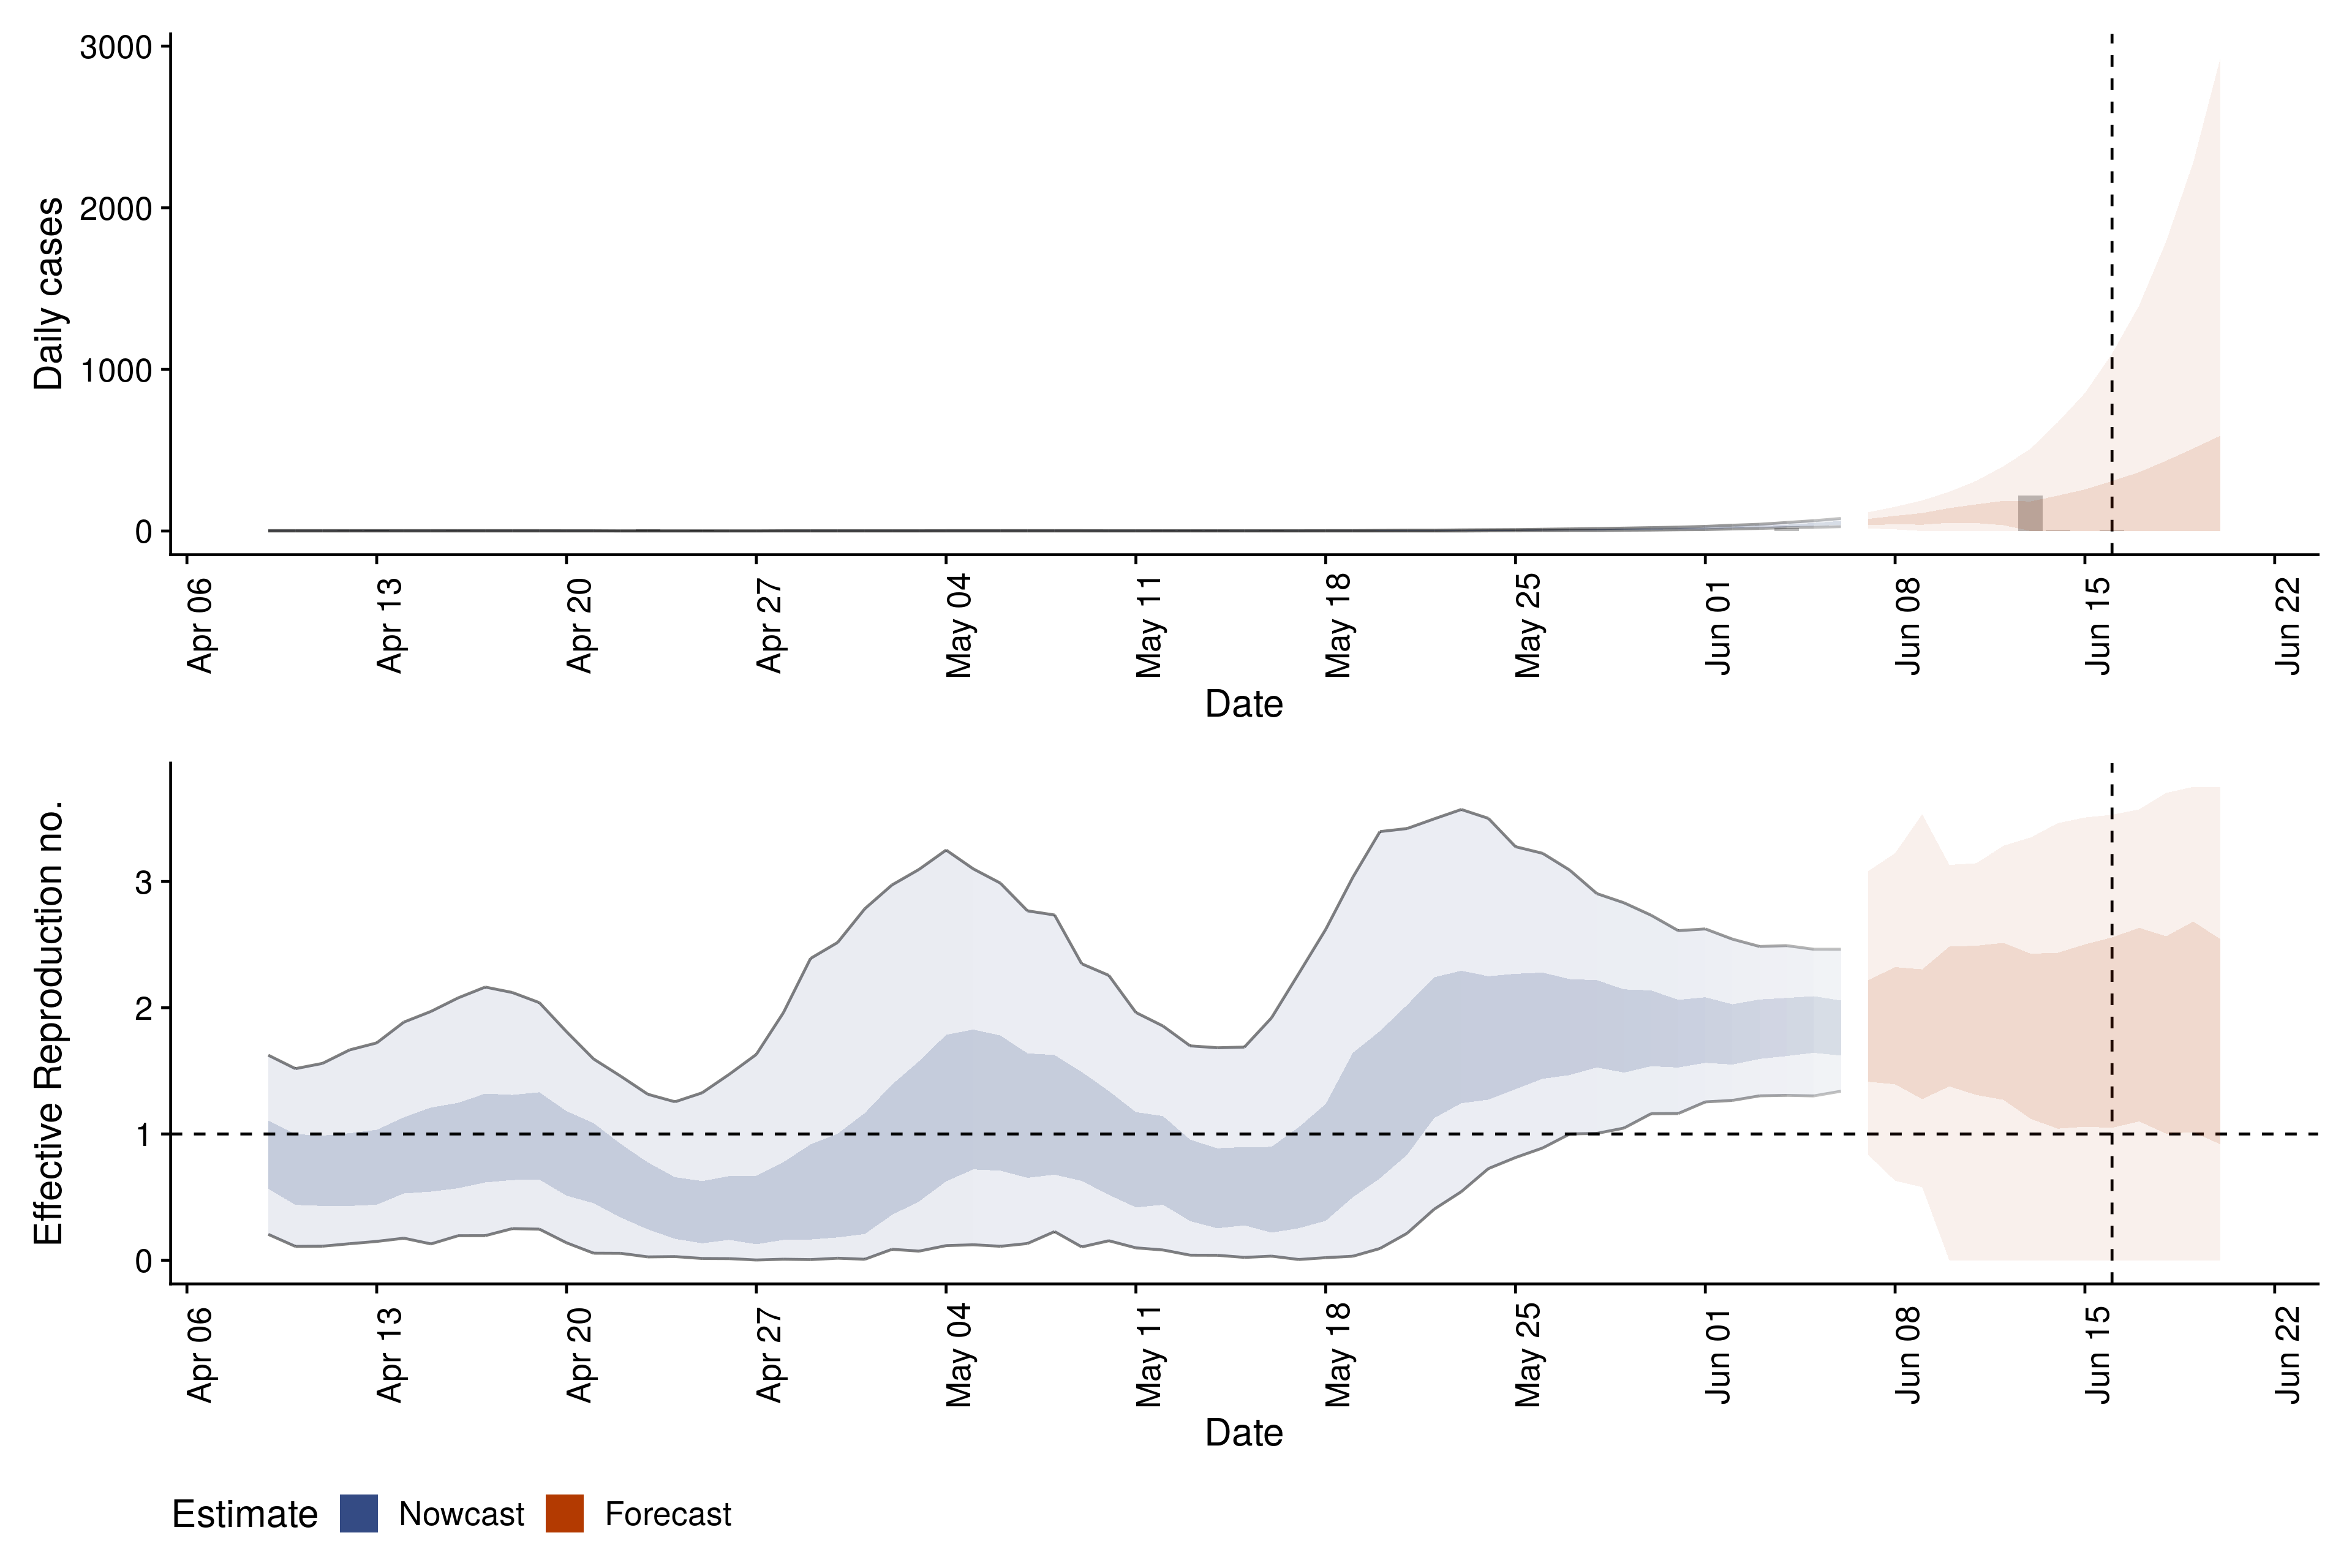 Daily cases
3000
2000
1000
0
Apr 06
Apr 13
Apr 20
Apr 27
May 04
May 11
May 18
May 25
Jun 01
Jun 08
Jun 15
Jun 22
Date
Effective Reproduction no.
3
2
1
0
Apr 06
Apr 13
Apr 20
Apr 27
May 04
May 11
May 18
May 25
Jun 01
Jun 08
Jun 15
Jun 22
Date
Estimate Nowcast Forecast